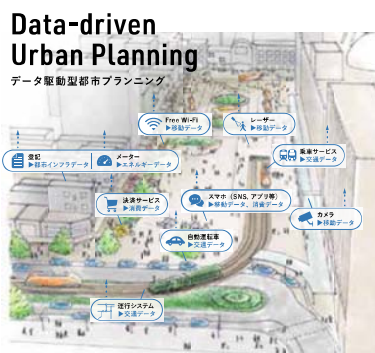 Data-driven
Urban Planning
データ駆動型都市プランニング
Free Wi-Fi
▶移動データ
レーザー
▶移動データ
登記
▶都市インフラデータ
メーター
▶エネルギーデータ
乗車サービス
▶交通データ
決済サービス
▶消費データ
スマホ（SNS, アプリ等）
▶移動データ、消費データ
カメラ
▶移動データ
自動運転車
▶交通データ
運行システム
▶交通データ